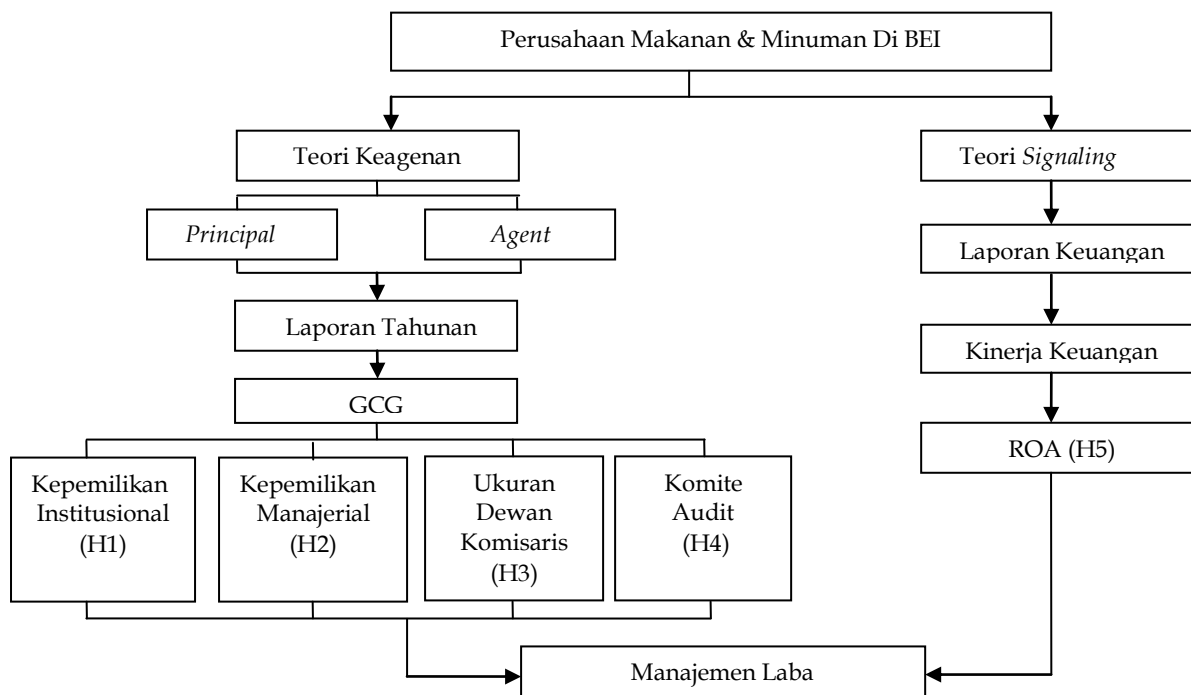 Perusahaan Makanan & Minuman Di BEI
Teori Keagenan
Teori Signaling
Principal
Agent
Laporan Keuangan
Laporan Tahunan
Kinerja Keuangan
GCG
ROA (H5)
Kepemilikan
Institusional
(H1)
Kepemilikan
Manajerial
(H2)
Ukuran
Dewan
Komisaris
(H3)
Komite
Audit
(H4)
Manajemen Laba